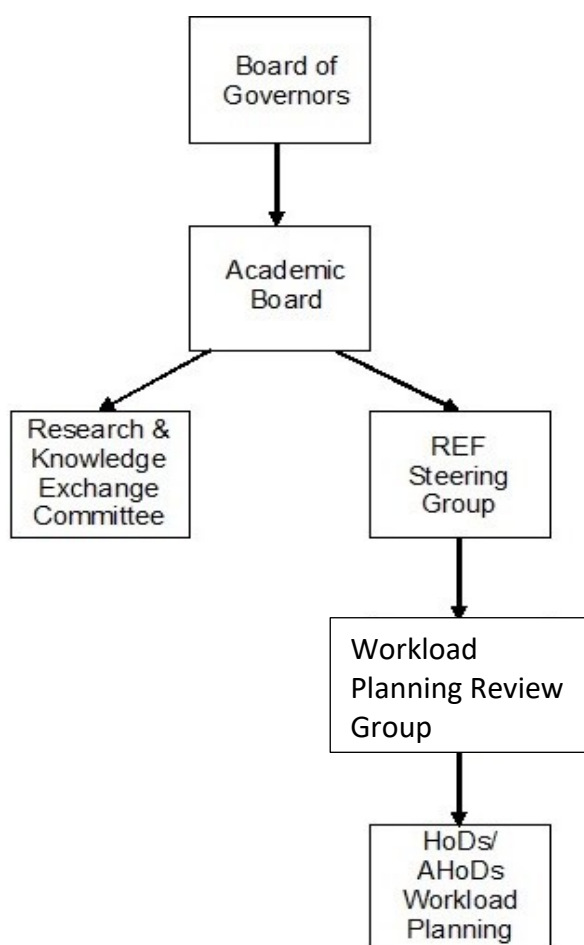 Board of
Governors
Academic
Board
Research &
Knowledge
Exchange
Committee
REF
Steering
Group
Workload
Planning Review
Group
HoDs/
AHoDs
Workload
Planning